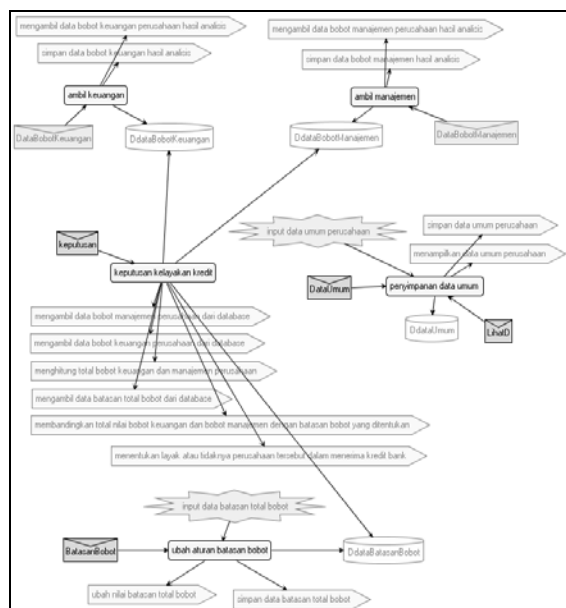 mengambil data bobot keuangan perusahaan hasil analisis
simpan data bobot keuangan hasil analisis
ambil keuangan
DataBobotKeuangan
DdataBobotKeuangan
mengambil data bobot manajemen perusahaan hasil analisis
simpan data bobot manajemen hasil analisis
ambil manajemen
DdataBobotManajemen
DataBobotManajemen
keputusan
keputusan kelayakan kredit
input data umum perusahaan
simpan data umum perusahaan
menampilkan data umum perusahaan
DataUmum
penyimpanan data umum
DdataUmum
LihatD
mengambil data bobot manajemen perusahaan dari database
mengambil data bobot keuangan perusahaan dari database
menghitung total bobot keuangan dan manajemen perusahaan
mengambil data batasan total bobot dari database
membandingkan total nilai bobot keuangan dan bobot manajemen dengan batasan bobot yang ditentukan
menentukan layak atau tidaknya perusahaan tersebut dalam menerima kredit bank
input data batasan total bobot
BatasanBobot
ubah aturan batasan bobot
DdataBatasanBobot
ubah nilai batasan total bobot
simpan data batasan total bobot